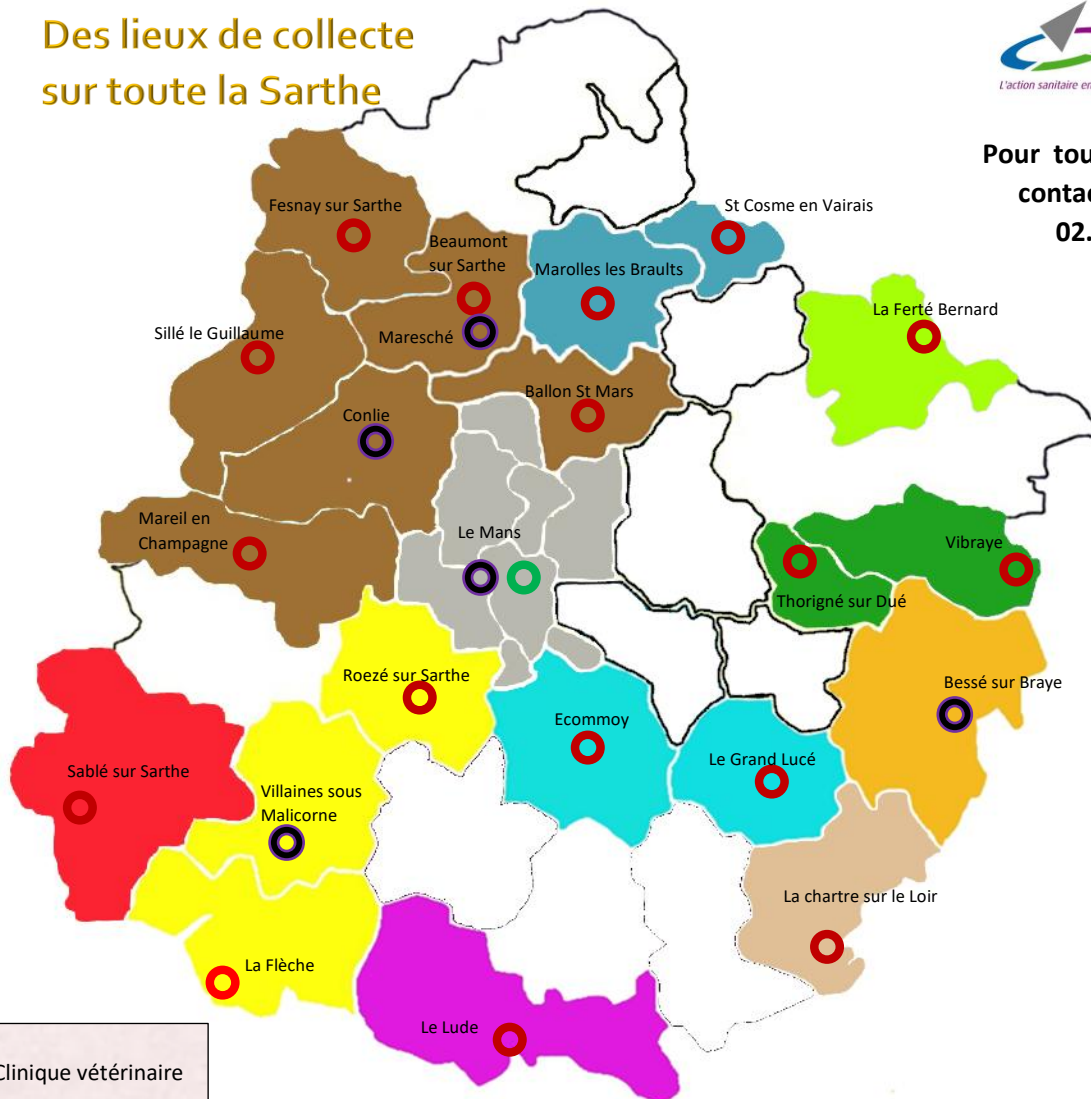 Des lieux de collecte
sur toute la Sarthe
L'action sanitaire en
Pour tou
contac
02.
Fesnay sur Sarthe
St Cosme en Vairais
Beaumont
sur Sarthe
Marolles les Braults
La Ferté Bernard
Sillé le Guillaume
Maresché
Ballon St Mars
Conlie
Mareil en
Champagne
Le Mans
Vibraye
Thorigné sur Dué
Roezé sur Sarthe
Bessé sur Braye
Ecommoy
Le Grand Lucé
Sablé sur Sarthe
Villaines sous
Malicorne
La chartre sur le Loir
La Flèche
Le Lude
Clinique vétérinaire